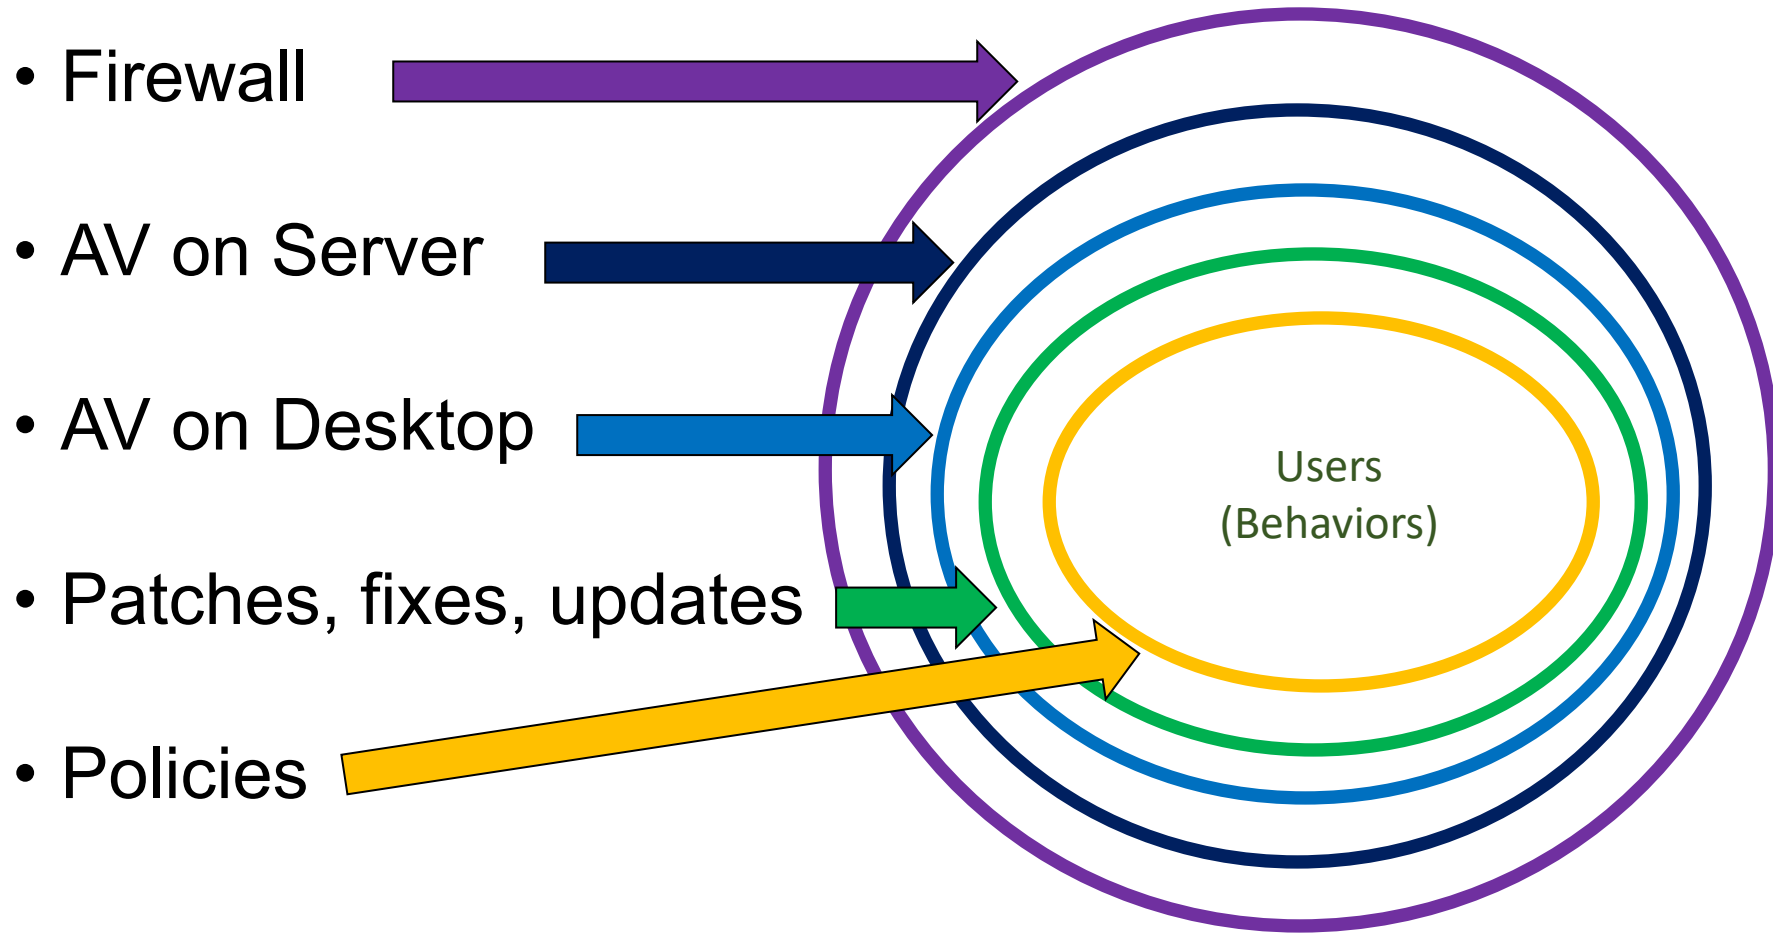 • Firewall
• AV on Server
• AV on Desktop
• Patches, fixes, updates
• Policies
Users
(Behaviors)